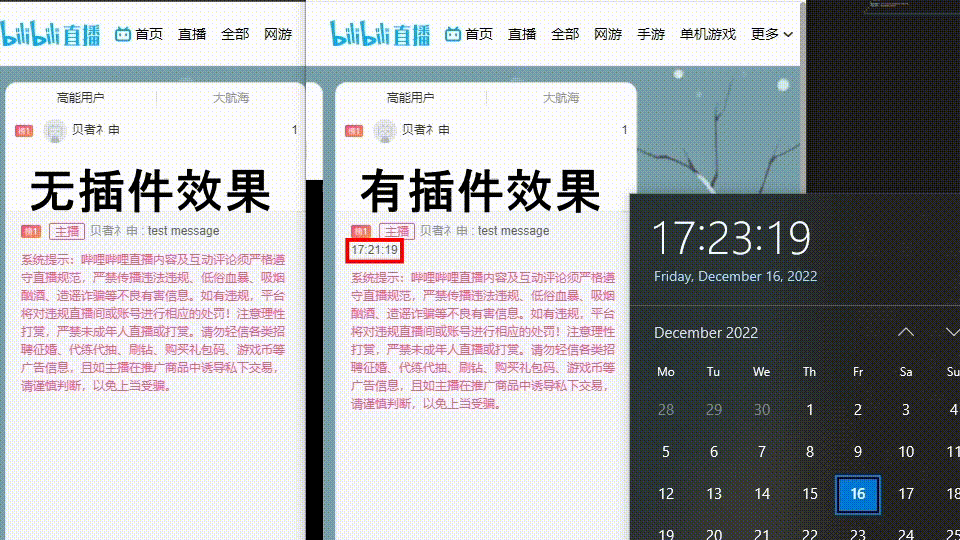 bilibili直播 首页 直播 全部 网游
高能用户 大航海
榜1 贝者ネ申 1
无插件效果
榜1 主播 贝者ネ申 : test message
系统提示：哔哩哔哩直播内容及互动评论须严格遵
守直播规范，严禁传播违法违规、低俗血暴、吸烟
酗酒、造谣诈骗等不良有害信息。如有违规，平台
将对违规直播间或账号进行相应的处罚！注意理性
打赏，严禁未成年人直播或打赏。请勿轻信各类招
聘征婚、代练代抽、刷钻、购买礼包码、游戏币等
广告信息，且如主播在推广商品中诱导私下交易，
请谨慎判断，以免上当受骗。
bilibili直播 首页 直播 全部 网游 手游 单机游戏 更多
高能用户 大航海
榜1 贝者ネ申 1
有插件效果
榜1 主播 贝者ネ申 : test message
17:21:19
系统提示：哔哩哔哩直播内容及互动评论须严格遵
守直播规范，严禁传播违法违规、低俗血暴、吸烟
酗酒、造谣诈骗等不良有害信息。如有违规，平台
将对违规直播间或账号进行相应的处罚！注意理性
打赏，严禁未成年人直播或打赏。请勿轻信各类招
聘征婚、代练代抽、刷钻、购买礼包码、游戏币等
广告信息，且如主播在推广商品中诱导私下交易，
请谨慎判断，以免上当受骗。
17:23:19
Friday, December 16, 2022
December 2022
Mo Tu We Th Fr Sa Su
28 29 30 1 2 3 4
5 6 7 8 9 10 11
12 13 14 15 16 17 18
19 20 21 22 23 24 25